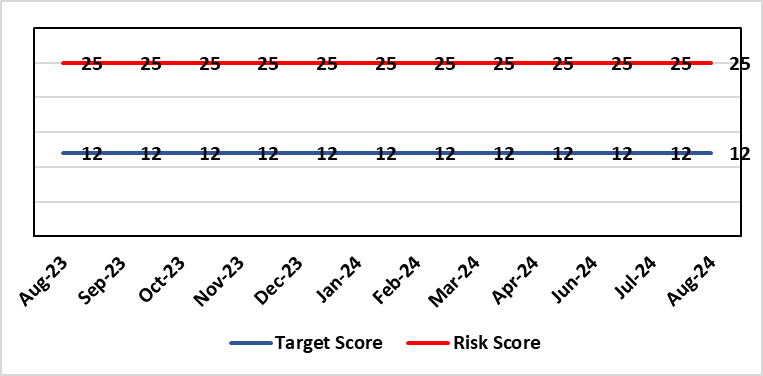 25 25 25 25 25 25 25 25 25 25 25 25
12 12 12 12 12 12 12 12 12 12 12 12
Aug-23 Sep-23 Oct-23 Nov-23 Dec-23 Jan-24 Feb-24 Mar-24 Apr-24 Jun-24 Jul-24 Aug-24
Target Score Risk Score